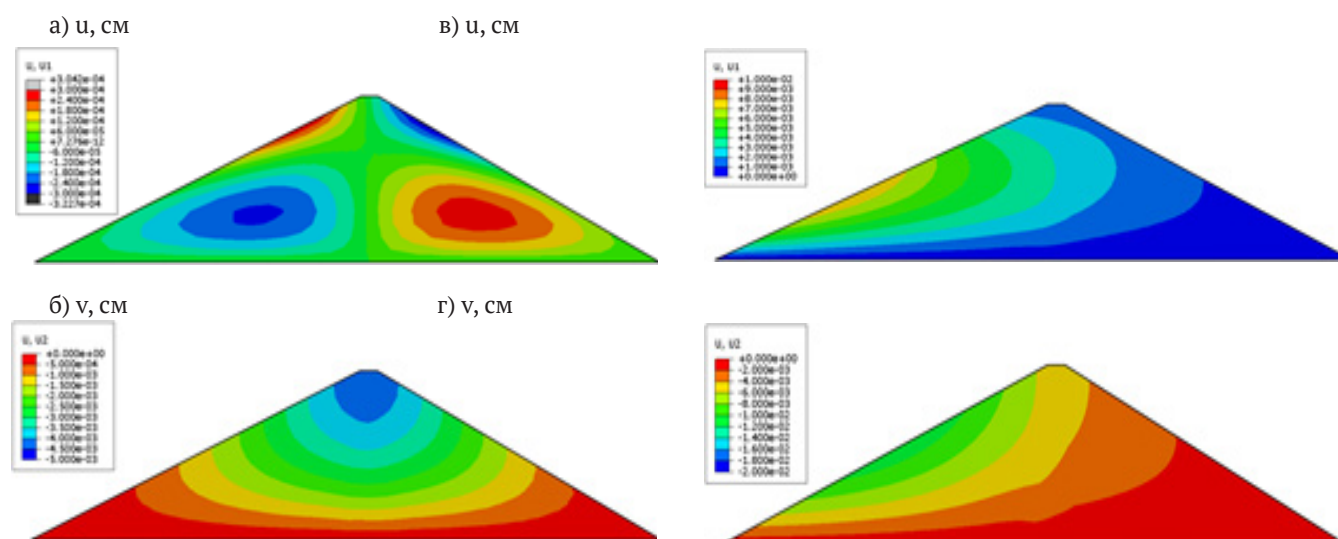 а) u, см
в) u, см
U, U1
+3.042e-04
+3.000e-04
+2.400e-04
+1.800e-04
+1.200e-04
+6.000e-05
+7.276e-12
-6.000e-05
-1.200e-04
-1.800e-04
-2.400e-04
-3.000e-04
-3.227e-04
U, U1
+1.000e-02
+9.000e-03
+8.000e-03
+7.000e-03
+6.000e-03
+5.000e-03
+4.000e-03
+3.000e-03
+2.000e-03
+1.000e-03
+0.000e+00
б) v, см
г) v, см
U, U2
+0.000e+00
-5.000e-04
-1.000e-03
-1.500e-03
-2.000e-03
-2.500e-03
-3.000e-03
-3.500e-03
-4.000e-03
-4.500e-03
-5.000e-03
U, U2
+0.000e+00
-2.000e-03
-4.000e-03
-6.000e-03
-8.000e-03
-1.000e-02
-1.200e-02
-1.400e-02
-1.600e-02
-1.800e-02
-2.000e-02